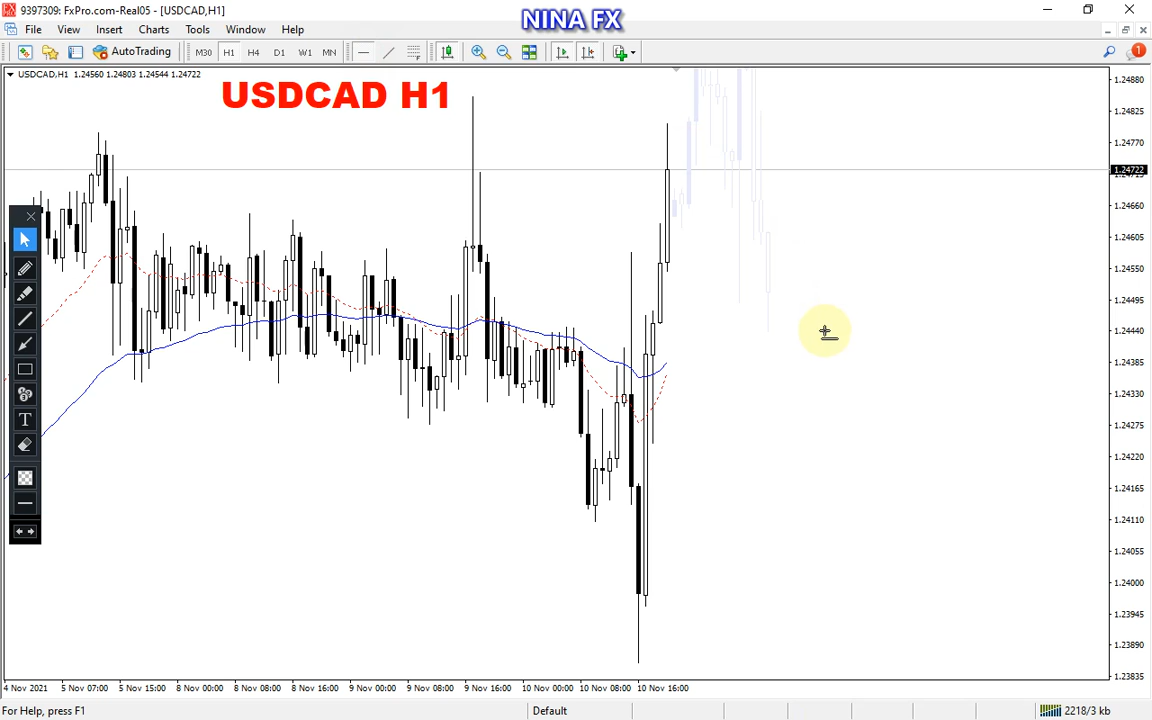 9397309: FxPro.com-Real05 - [USDCAD,H1]
NINA FX
File View Insert Charts Tools Window Help
AutoTrading M30 H1 H4 D1 W1 MN 1
USDCAD,H1 1.24560 1.24803 1.24544 1.24722
USDCAD H1
1.24880
1.24825
1.24770
1.24722
1.24715
1.24660
1.24605
1.24550
1.24495
1.24440
1.24385
1.24330
1.24275
1.24220
1.24165
1.24110
1.24055
1.24000
1.23945
1.23890
1.23835
T
4 Nov 2021 5 Nov 07:00 5 Nov 15:00 8 Nov 00:00 8 Nov 08:00 8 Nov 16:00 9 Nov 00:00 9 Nov 08:00 9 Nov 16:00 10 Nov 00:00 10 Nov 08:00 10 Nov 16:00
For Help, press F1 Default 2218/3 kb